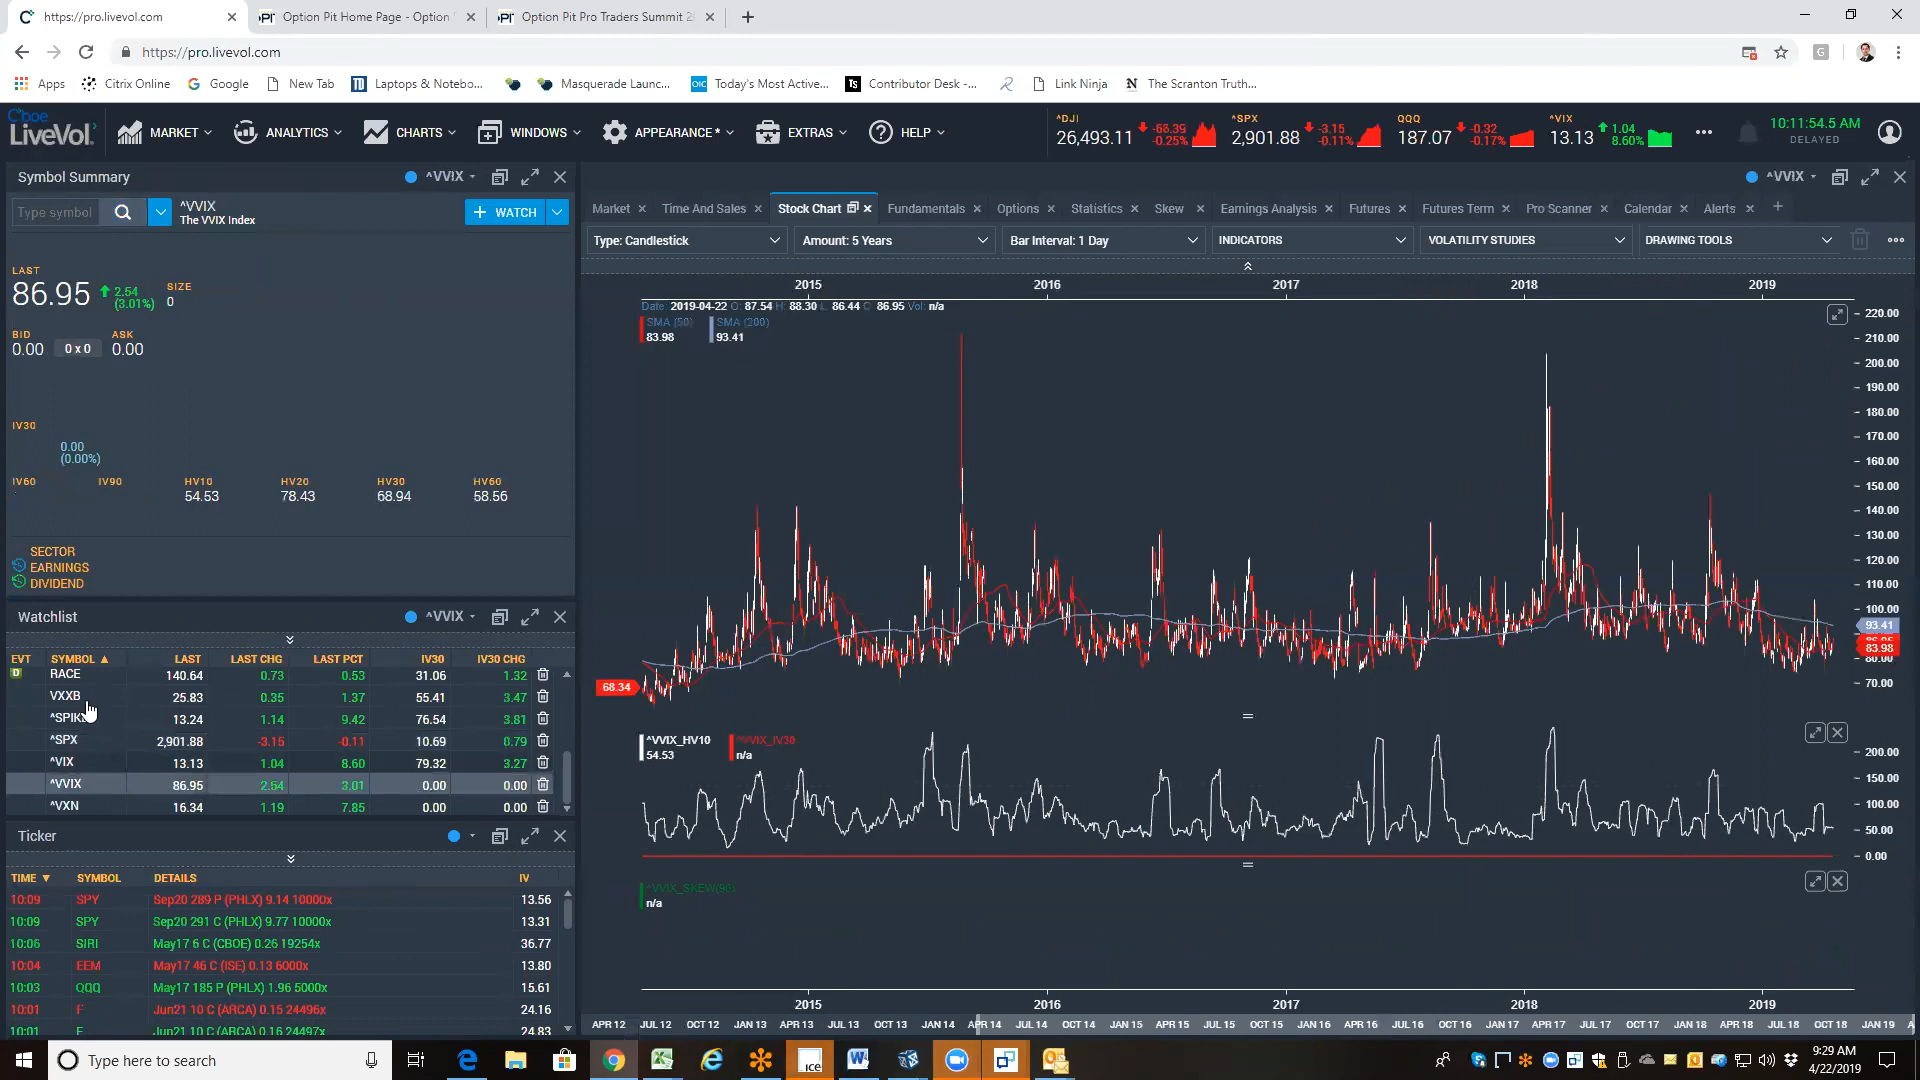 https://pro.livevol.com
Option Pit Home Page - Option
Option Pit Pro Traders Summit 2
https://pro.livevol.com
Apps
Citrix Online
Google
New Tab
Laptops & Notebo...
Masquerade Launc...
OIC Today's Most Active...
TS Contributor Desk -...
Link Ninja
N The Scranton Truth...
Cboe
LiveVol
MARKET
ANALYTICS
CHARTS
WINDOWS
APPEARANCE*
EXTRAS
HELP
^DJI
26,493.11
-66.39
-0.25%
^SPX
2,901.88
-3.15
-0.11%
QQQ
187.07
-0.32
-0.17%
^VIX
13.13
1.04
8.60%
10:11:54.5 AM
DELAYED
Symbol Summary
^VVIX
Type symbol
^VVIX
The VVIX Index
+ WATCH
LAST
86.95
2.54
(3.01%)
SIZE
0
BID
0.00
0 x 0
ASK
0.00
IV30
0.00
(0.00%)
IV60 IV90 HV10 HV20 HV30 HV60
54.53 78.43 68.94 58.56
SECTOR
EARNINGS
DIVIDEND
Watchlist
^VVIX
EVT SYMBOL LAST LAST CHG LAST PCT IV30 IV30 CHG
D RACE 140.64 0.73 0.53 31.06 1.32
VXXB 25.83 0.35 1.37 55.41 3.47
^SPIK 13.24 1.14 9.42 76.54 3.81
^SPX 2,901.88 -3.15 -0.11 10.69 0.79
^VIX 13.13 1.04 8.60 79.32 3.27
^VVIX 86.95 2.54 3.01 0.00 0.00
^VXN 16.34 1.19 7.85 0.00 0.00
Ticker
TIME SYMBOL DETAILS IV
10:09 SPY Sep20 289 P (PHLX) 9.14 10000x 13.56
10:09 SPY Sep20 291 C (PHLX) 9.77 10000x 13.31
10:06 SIRI May17 6 C (CBOE) 0.26 19254x 36.77
10:04 EEM May17 46 C (ISE) 0.13 6000x 13.80
10:03 QQQ May17 185 P (PHLX) 1.96 5000x 15.61
10:01 F Jun21 10 C (ARCA) 0.15 24496x 24.16
10:01 F Jun21 10 C (ARCA) 0.16 24497x 24.83
^VVIX
Market
Time And Sales
Stock Chart
Fundamentals
Options
Statistics
Skew
Earnings Analysis
Futures
Futures Term
Pro Scanner
Calendar
Alerts
Type: Candlestick
Amount: 5 Years
Bar Interval: 1 Day
INDICATORS
VOLATILITY STUDIES
DRAWING TOOLS
2015 2016 2017 2018 2019
Date: 2019-04-22 O: 87.54 H: 88.30 L: 86.44 C: 86.95 Vol: n/a
SMA (50)
83.98
SMA (200)
93.41
220.00
210.00
200.00
190.00
180.00
170.00
160.00
150.00
140.00
130.00
120.00
110.00
100.00
93.41
83.98
80.00
70.00
68.34
^VVIX_HV10
54.53
^VVIX_IV30
n/a
200.00
150.00
100.00
50.00
0.00
^VVIX_SKEW(90)
n/a
2015 2016 2017 2018 2019
APR 12 JUL 12 OCT 12 JAN 13 APR 13 JUL 13 OCT 13 JAN 14 APR 14 JUL 14 OCT 14 JAN 15 APR 15 JUL 15 OCT 15 JAN 16 APR 16 JUL 16 OCT 16 JAN 17 APR 17 JUL 17 OCT 17 JAN 18 APR 18 JUL 18 OCT 18 JAN 19
Type here to search
ice
9:29 AM
4/22/2019